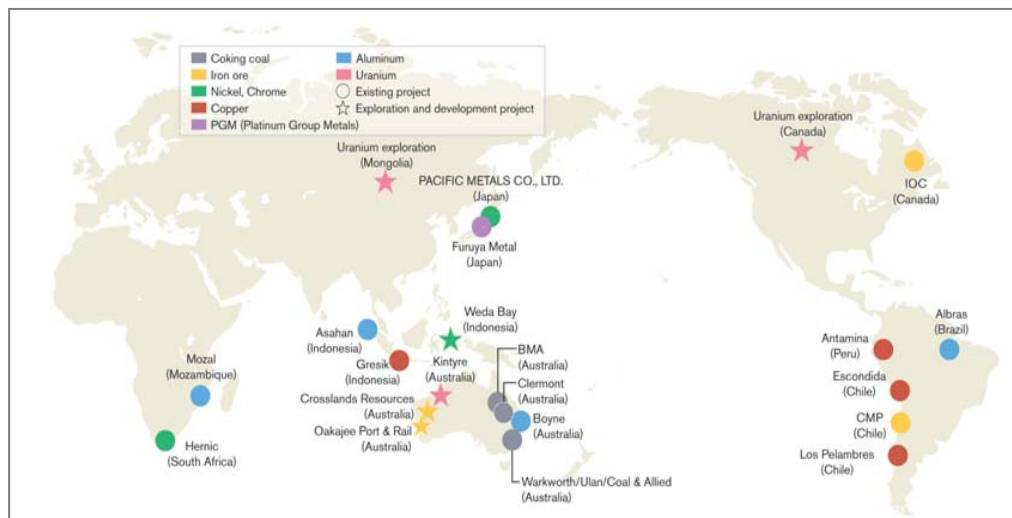 Coking coal
Iron ore
Nickel, Chrome
Copper
PGM (Platinum Group Metals)
Aluminum
Uranium
Existing project
Exploration and development project
Uranium exploration
(Mongolia)
PACIFIC METALS CO., LTD.
(Japan)
Furuya Metal
(Japan)
Uranium exploration
(Canada)
IOC
(Canada)
Weda Bay
(Indonesia)
Asahan
(Indonesia)
Gresik
(Indonesia)
Kintyre
(Australia)
BMA
(Australia)
Clermont
(Australia)
Mozal
(Mozambique)
Crosslands Resources
(Australia)
Boyne
(Australia)
Oakajee Port & Rail
(Australia)
Hernic
(South Africa)
Warkworth/Ulan/Coal & Allied
(Australia)
Albras
(Brazil)
Antamina
(Peru)
Escondida
(Chile)
CMP
(Chile)
Los Pelambres
(Chile)